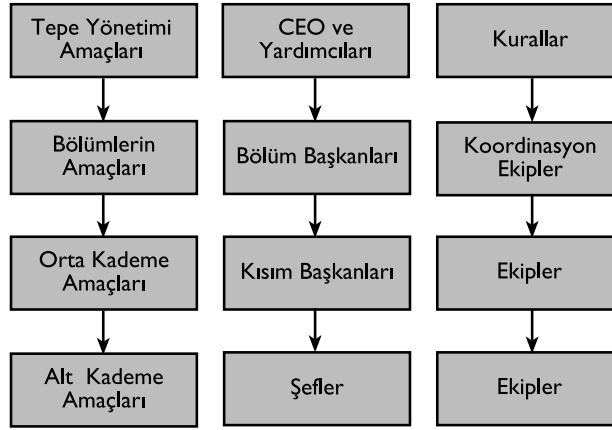 Tepe Yönetimi
Amaçları
CEO ve
Yardımcıları
Kurallar
Bölümlerin
Amaçları
Bölüm Başkanları
Koordinasyon
Ekipler
Orta Kademe
Amaçları
Kısım Başkanları
Ekipler
Alt Kademe
Amaçları
Şefler
Ekipler